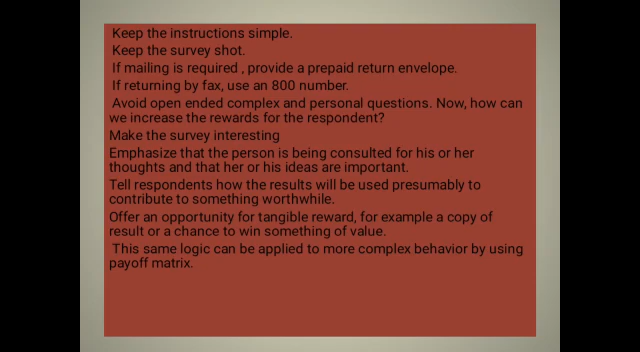 Keep the instructions simple.
Keep the survey shot.
If mailing is required , provide a prepaid return envelope.
If returning by fax, use an 800 number.
Avoid open ended complex and personal questions. Now, how can
we increase the rewards for the respondent?
Make the survey interesting
Emphasize that the person is being consulted for his or her
thoughts and that her or his ideas are important.
Tell respondents how the results will be used presumably to
contribute to something worthwhile.
Offer an opportunity for tangible reward, for example a copy of
result or a chance to win something of value.
This same logic can be applied to more complex behavior by using
payoff matrix.